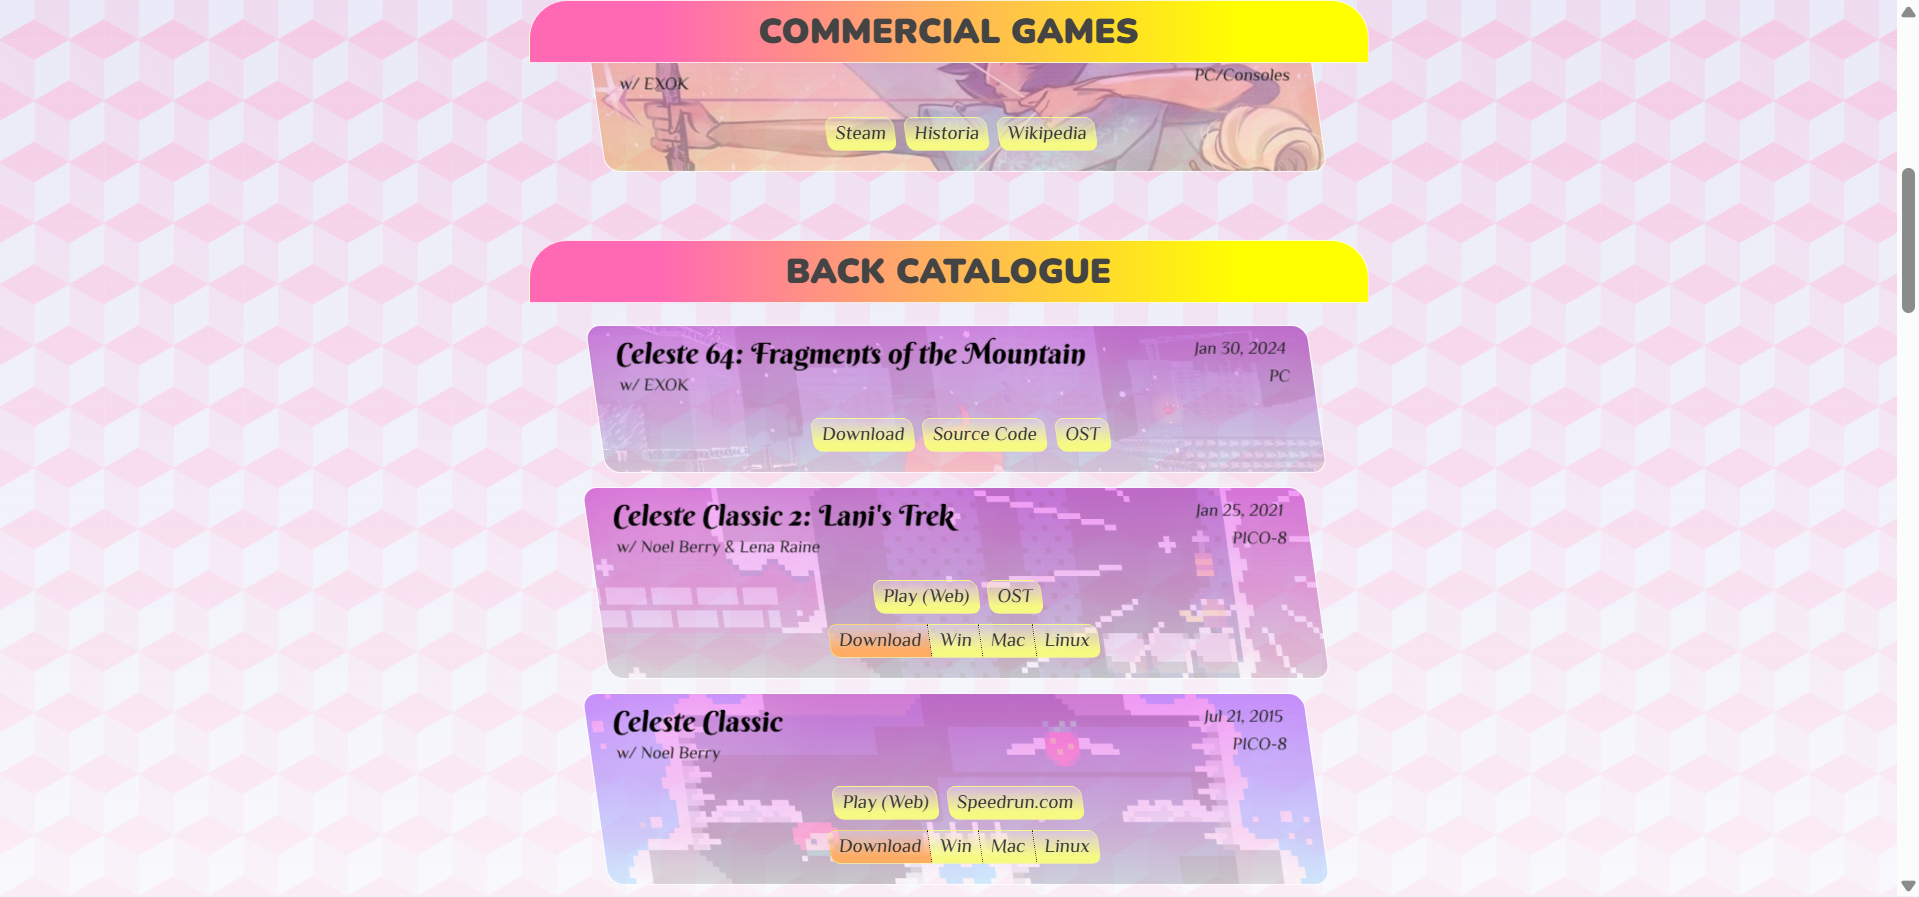 COMMERCIAL GAMES
w/ EXOK
PC/Consoles
Steam Historia Wikipedia
BACK CATALOGUE
Celeste 64: Fragments of the Mountain
Jan 30, 2024
w/ EXOK
PC
Download Source Code OST
Celeste Classic 2: Lani's Trek
Jan 25, 2021
w/ Noel Berry & Lena Raine
PICO-8
Play (Web) OST
Download Win Mac Linux
Celeste Classic
Jul 21, 2015
w/ Noel Berry
PICO-8
Play (Web) Speedrun.com
Download Win Mac Linux